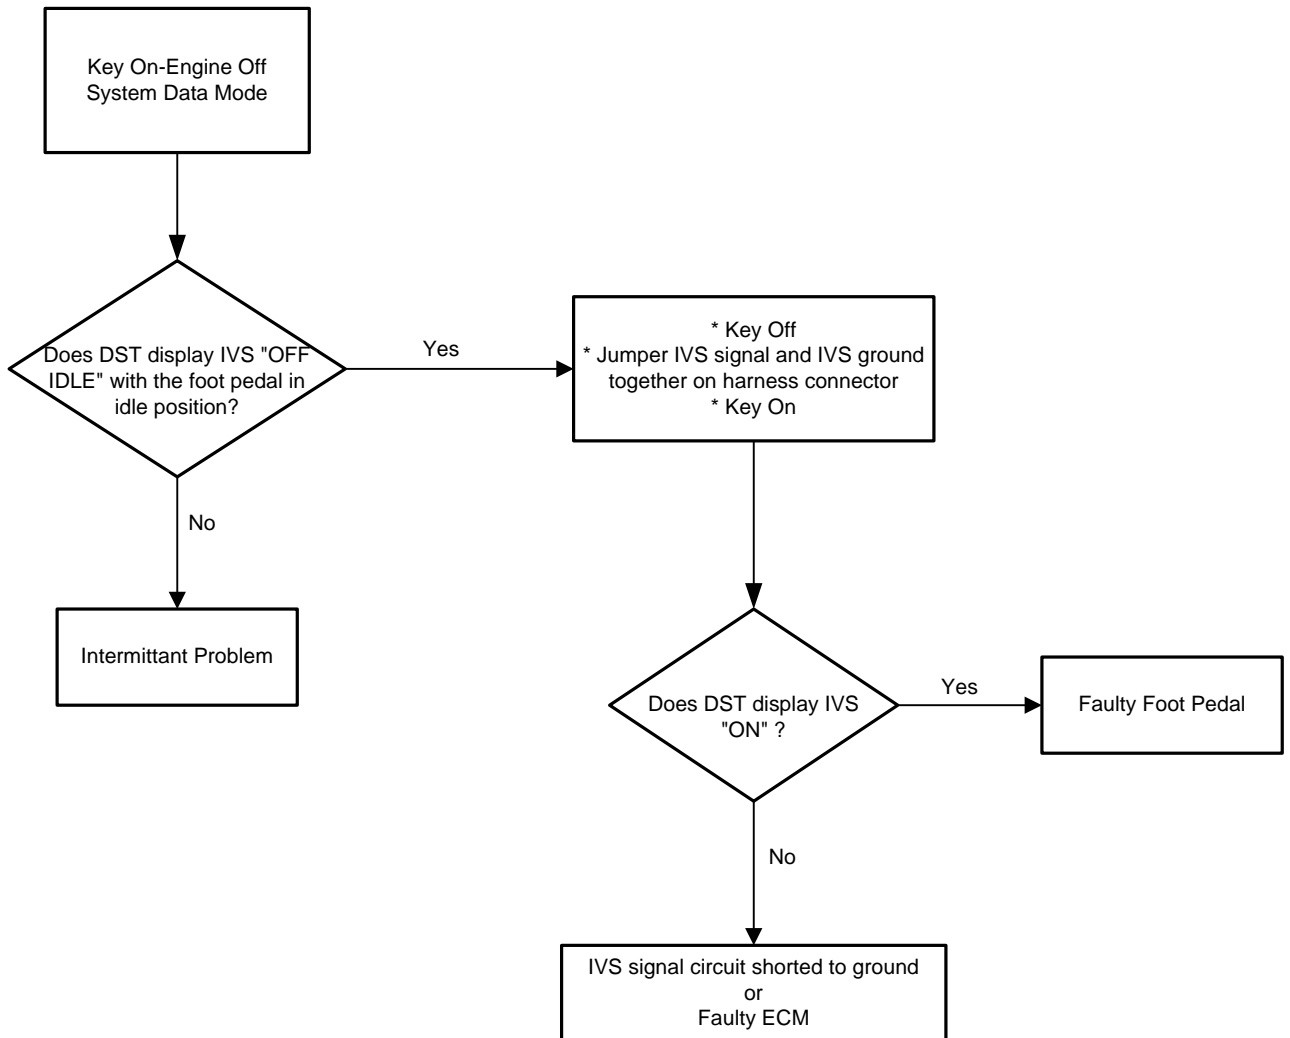 Key On-Engine Off
System Data Mode
Does DST display IVS "OFF
IDLE" with the foot pedal in
idle position?
Yes
* Key Off
* Jumper IVS signal and IVS ground
together on harness connector
* Key On
No
Intermittant Problem
Does DST display IVS
"ON" ?
Yes
Faulty Foot Pedal
No
IVS signal circuit shorted to ground
or
Faulty ECM